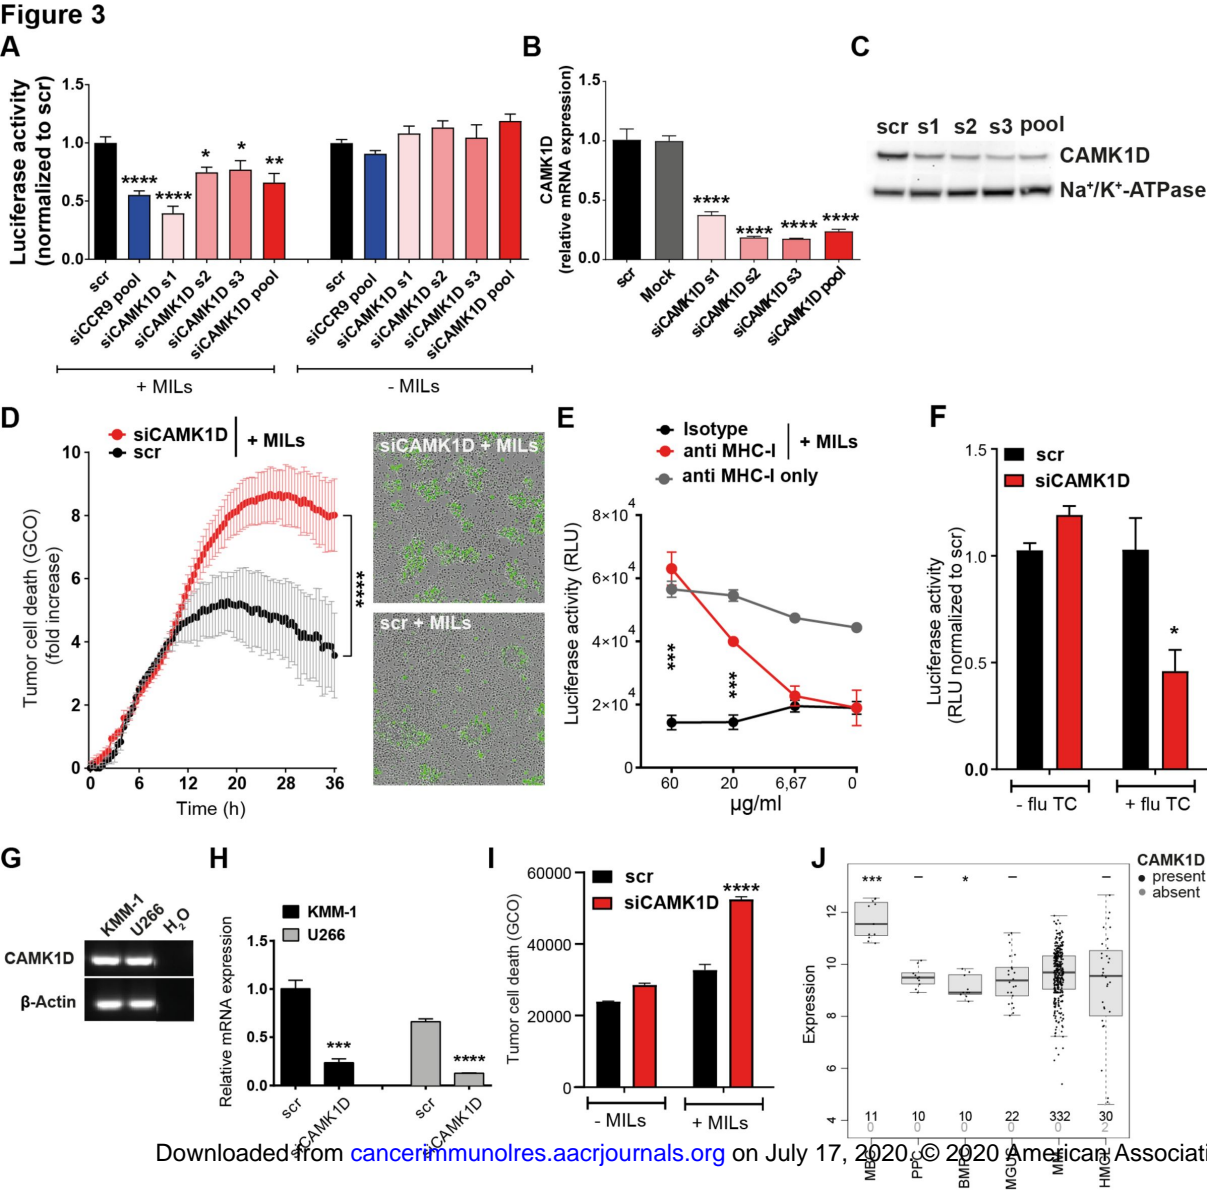 Figure 3
A
Luciferase activity
(normalized to scr)
1.5
1.0
0.5
0.0
****
****
*
*
**
scr
siCCR9 pool
siCAMK1D s1
siCAMK1D s2
siCAMK1D s3
siCAMK1D pool
scr
siCCR9 pool
siCAMK1D s1
siCAMK1D s2
siCAMK1D s3
siCAMK1D pool
+ MILs
- MILs
B
CAMK1D
(relative mRNA expression)
1.5
1.0
0.5
0.0
****
****
****
****
scr
Mock
siCAMK1D s1
siCAMK1D s2
siCAMK1D s3
siCAMK1D pool
C
scr s1 s2 s3 pool
CAMK1D
Na⁺/K⁺-ATPase
D
siCAMK1D
scr
+ MILs
Tumor cell death (GCO)
(fold increase)
10
8
6
4
2
0
****
0 6 12 20 28 36
Time (h)
siCAMK1D + MILs
scr + MILs
E
Isotype
anti MHC-I
+ MILs
anti MHC-I only
Luciferase activity (RLU)
8×10⁴
6×10⁴
4×10⁴
2×10⁴
0
***
***
60 20 6,67 0
µg/ml
F
scr
siCAMK1D
Luciferase activity
(RLU normalized to scr)
1.5
1.0
0.5
0.0
*
- flu TC
+ flu TC
G
KMM-1
U266
H₂O
CAMK1D
β-Actin
H
KMM-1
U266
Relative mRNA expression
1.5
1.0
0.5
0.0
***
****
scr
siCAMK1D
scr
siCAMK1D
I
scr
siCAMK1D
Tumor cell death (GCO)
60000
40000
20000
0
****
- MILs
+ MILs
J
CAMK1D
present
absent
Expression
12
10
8
6
4
*** – * – –
11 10 10 22 332 30
0 0 0 0 0 2
PPC
MM
Downloaded from cancerimmunolres.aacrjournals.org on July 17, 2020. © 2020 American Associati